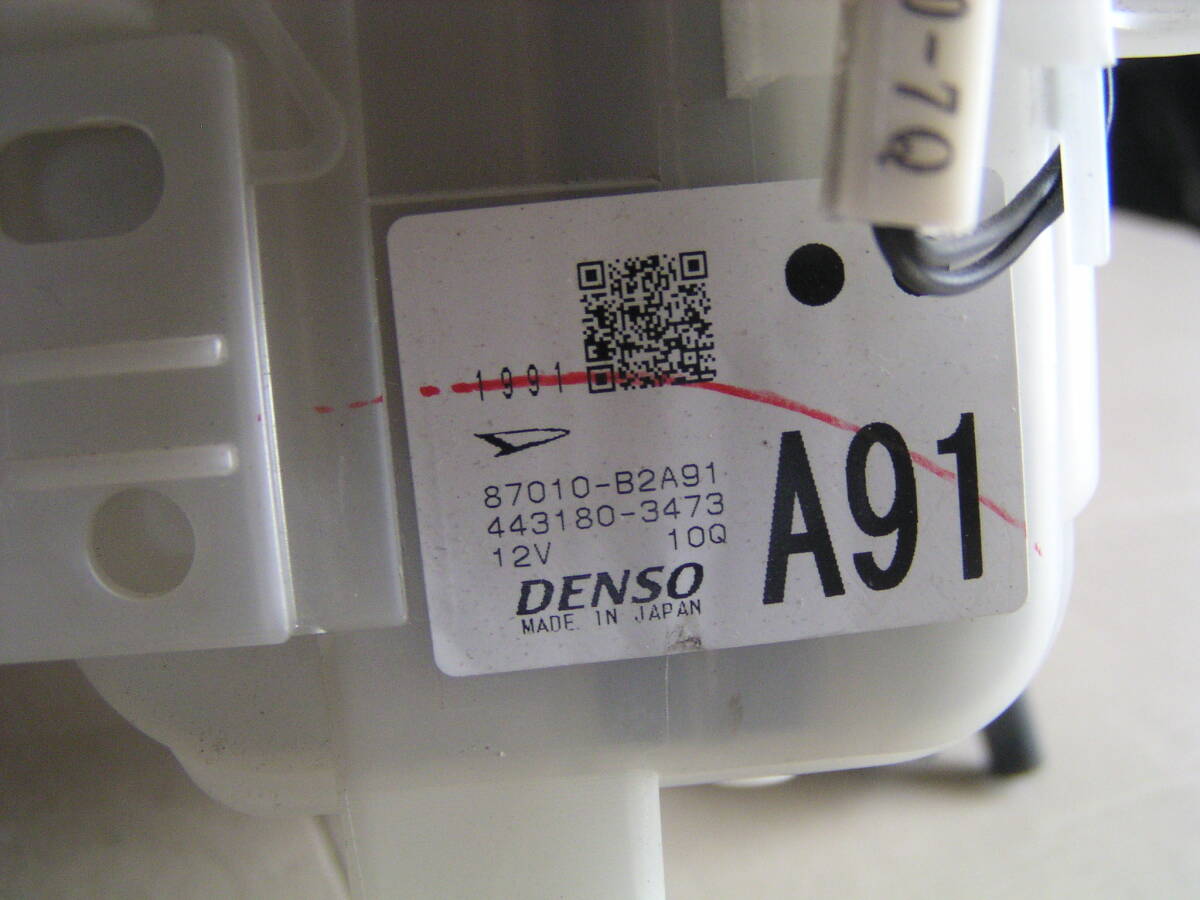 0-7Q
1991
87010-B2A91
443180-3473
12V 10Q
DENSO
MADE IN JAPAN
A91